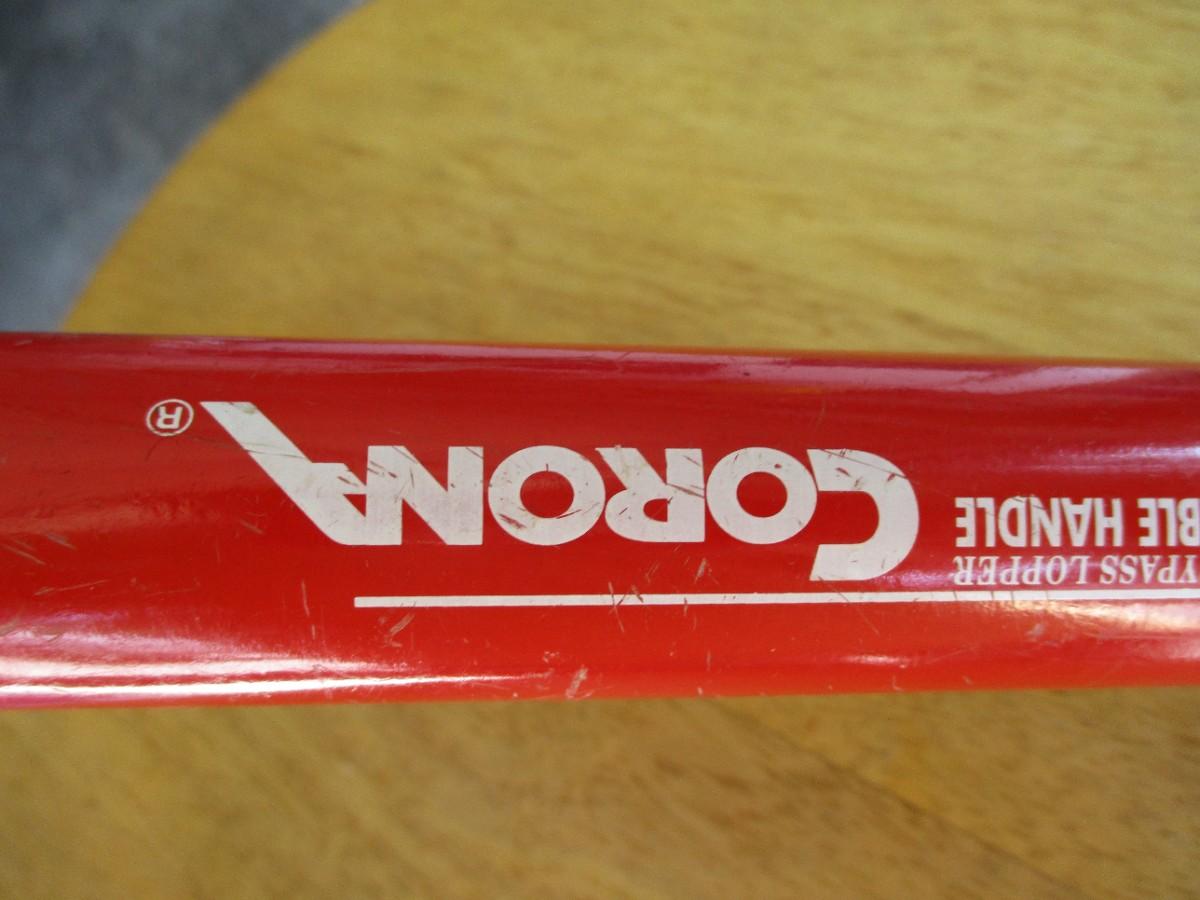 YPASS LOPPER
BLE HANDLE
CORONA®